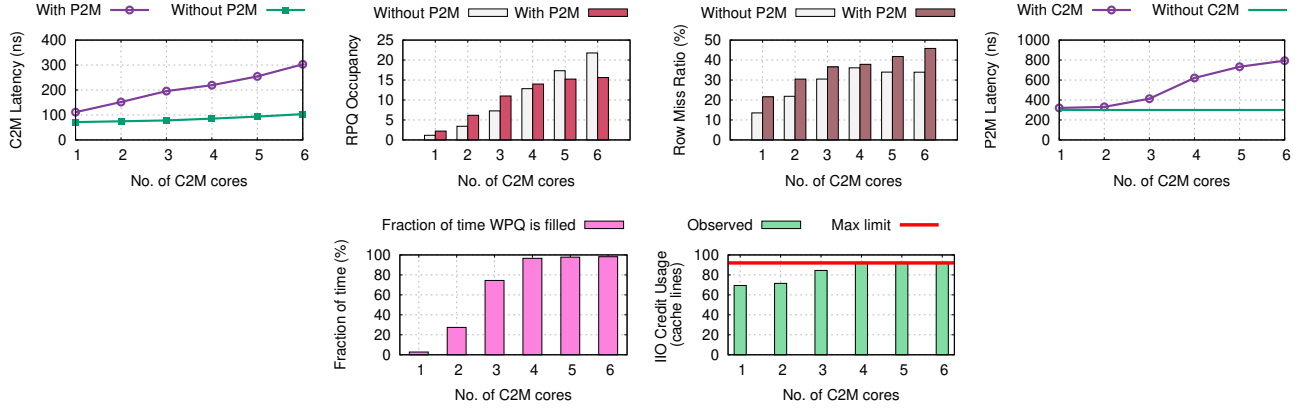 With P2M Without P2M
C2M Latency (ns)
400
300
200
100
0
1 2 3 4 5 6
No. of C2M cores
Without P2M With P2M
RPQ Occupancy
25
20
15
10
5
0
1 2 3 4 5 6
No. of C2M cores
Without P2M With P2M
Row Miss Ratio (%)
50
40
30
20
10
0
1 2 3 4 5 6
No. of C2M cores
With C2M Without C2M
P2M Latency (ns)
1000
800
600
400
200
0
1 2 3 4 5 6
No. of C2M cores
Fraction of time WPQ is filled
Fraction of time (%)
100
80
60
40
20
0
1 2 3 4 5 6
No. of C2M cores
Observed Max limit
IIO Credit Usage
(cache lines)
100
80
60
40
20
0
1 2 3 4 5 6
No. of C2M cores